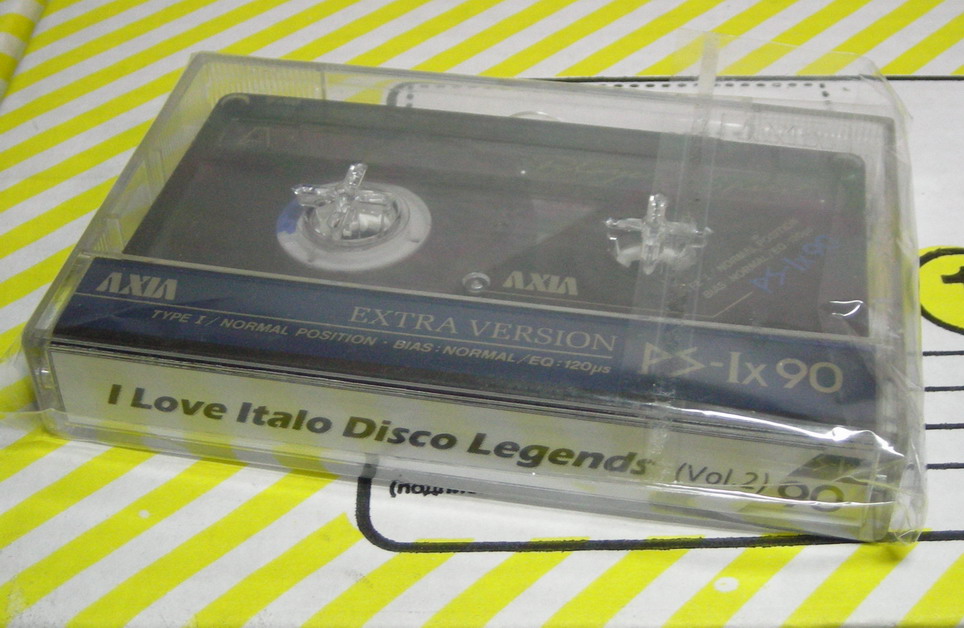 AXIA
AXIA
EXTRA VERSION
TYPE I / NORMAL POSITION · BIAS : NORMAL / EQ : 120µs
PS-Ix 90
I Love Italo Disco Legends (Vol.2)
90
1